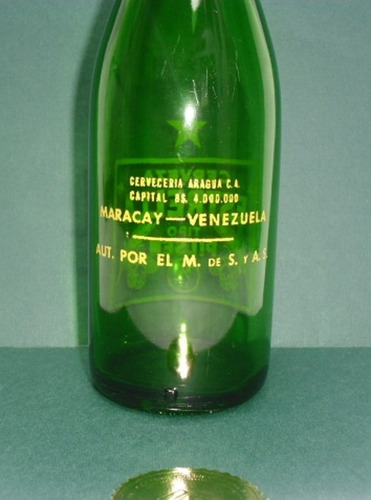 CERVECERIA ARAGUA C.A.
CAPITAL BS. 4.000.000
MARACAY—VENEZUELA
AUT. POR EL M. DE S. Y A. S.